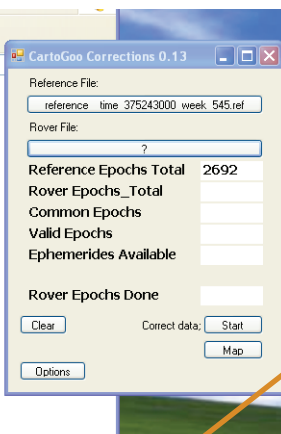 CartoGoo Corrections 0.13
Reference File:
reference time 375243000 week 545.ref
Rover File:
?
Reference Epochs Total 2692
Rover Epochs_Total
Common Epochs
Valid Epochs
Ephemerides Available
Rover Epochs Done
Clear Correct data; Start
Map
Options